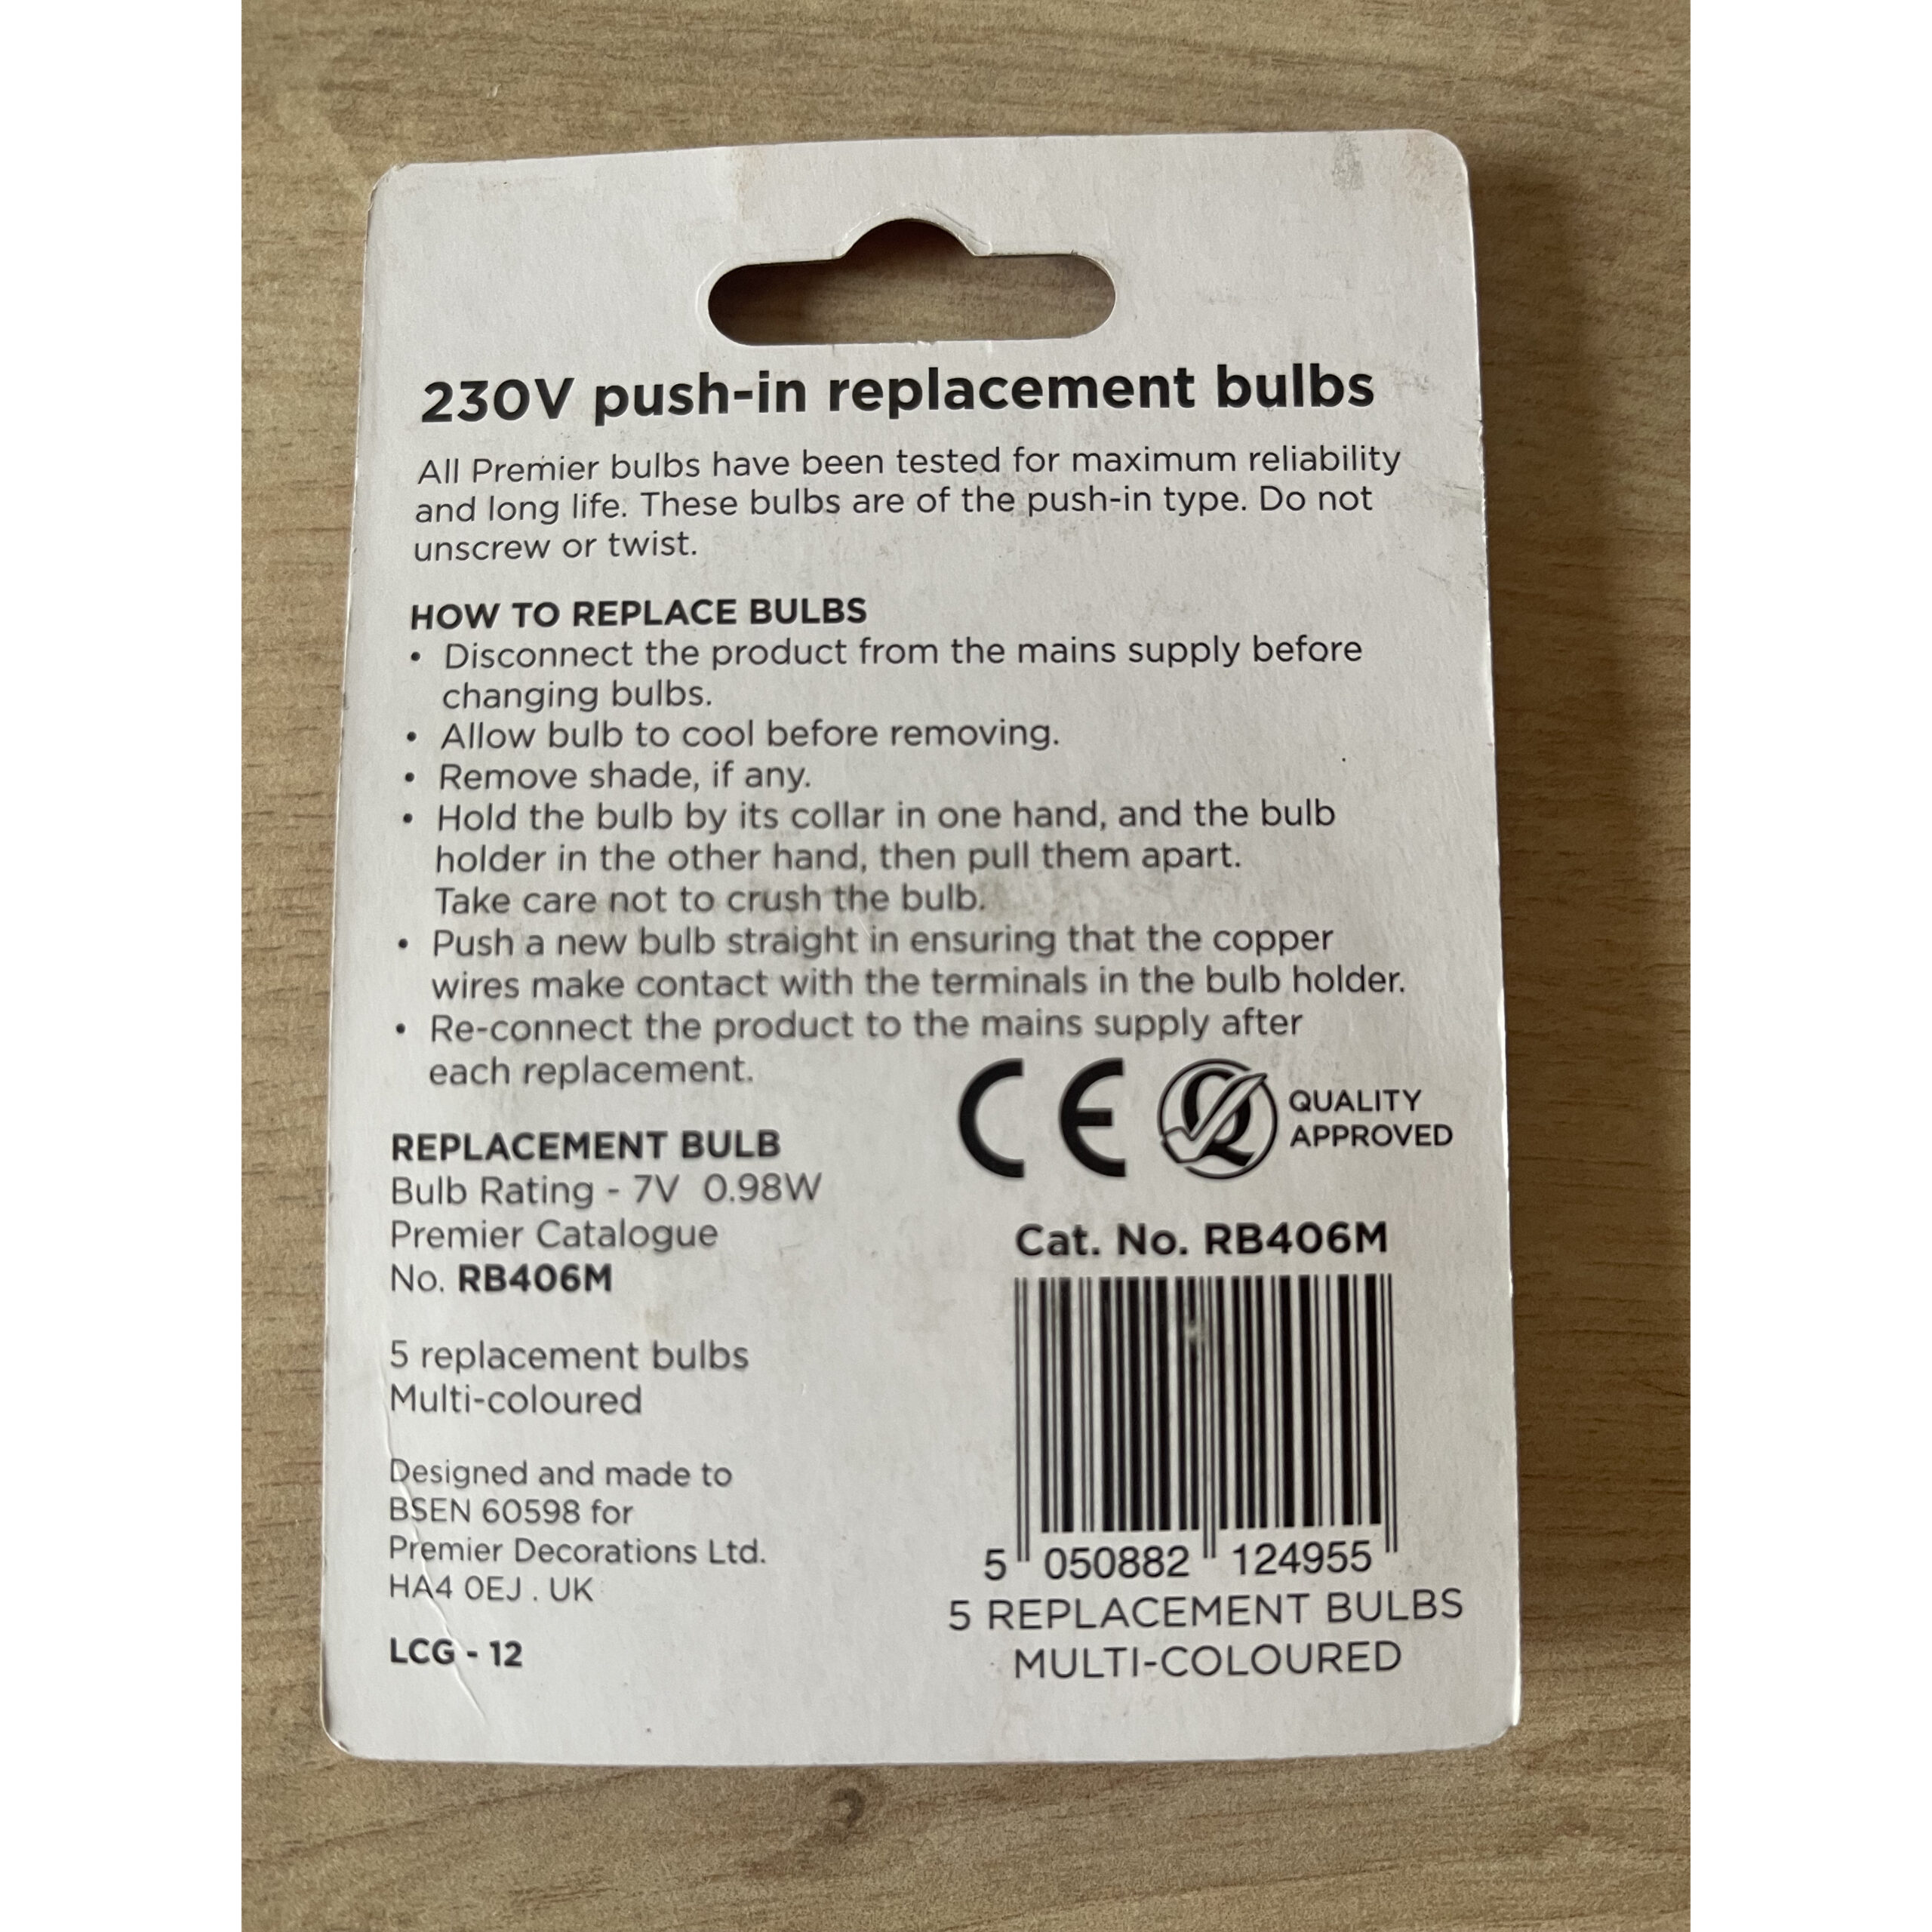 230V push-in replacement bulbs
All Premier bulbs have been tested for maximum reliability
and long life. These bulbs are of the push-in type. Do not
unscrew or twist.
HOW TO REPLACE BULBS
• Disconnect the product from the mains supply before
changing bulbs.
• Allow bulb to cool before removing.
• Remove shade, if any.
• Hold the bulb by its collar in one hand, and the bulb
holder in the other hand, then pull them apart.
Take care not to crush the bulb.
• Push a new bulb straight in ensuring that the copper
wires make contact with the terminals in the bulb holder.
• Re-connect the product to the mains supply after
each replacement.
CE
QUALITY
APPROVED
REPLACEMENT BULB
Bulb Rating - 7V 0.98W
Premier Catalogue
No. RB406M
5 replacement bulbs
Multi-coloured
Designed and made to
BSEN 60598 for
Premier Decorations Ltd.
HA4 0EJ . UK
LCG - 12
Cat. No. RB406M
5 050882 124955
5 REPLACEMENT BULBS
MULTI-COLOURED